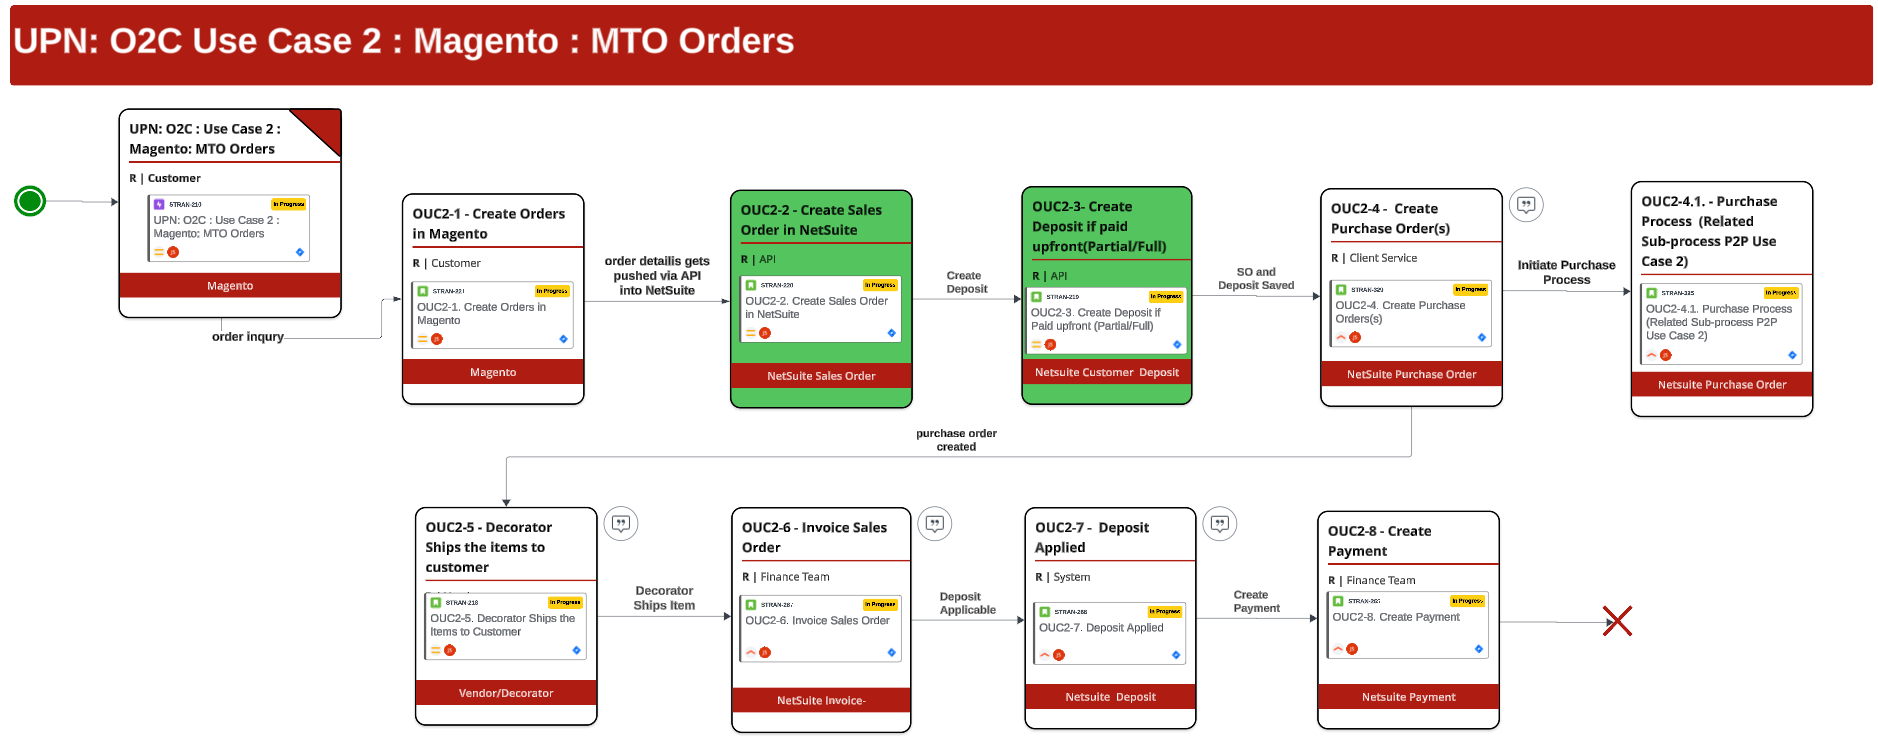 UPN: O2C Use Case 2 : Magento : MTO Orders
UPN: O2C : Use Case 2 :
Magento: MTO Orders
R | Customer
STRAN-210
In Progress
UPN: O2C : Use Case 2 :
Magento: MTO Orders
Magento
order inqury
OUC2-1 - Create Orders
in Magento
R | Customer
STRAN-221
In Progress
OUC2-1. Create Orders in
Magento
Magento
order detailis gets
pushed via API
into NetSuite
OUC2-2 - Create Sales
Order in NetSuite
R | API
STRAN-220
In Progress
OUC2-2. Create Sales Order
in NetSuite
NetSuite Sales Order
Create
Deposit
OUC2-3- Create
Deposit if paid
upfront(Partial/Full)
R | API
STRAN-219
In Progress
OUC2-3. Create Deposit if
Paid upfront (Partial/Full)
Netsuite Customer Deposit
SO and
Deposit Saved
OUC2-4 - Create
Purchase Order(s)
R | Client Service
STRAN-329
In Progress
OUC2-4. Create Purchase
Orders(s)
NetSuite Purchase Order
Initiate Purchase
Process
OUC2-4.1. - Purchase
Process (Related
Sub-process P2P Use
Case 2)
In Progress
OUC2-4.1. Purchase Process
(Related Sub-process P2P
Use Case 2)
Netsuite Purchase Order
purchase order
created
OUC2-5 - Decorator
Ships the items to
customer
STRAN-218
In Progress
OUC2-5. Decorator Ships the
Items to Customer
Vendor/Decorator
Decorator
Ships Item
OUC2-6 - Invoice Sales
Order
R | Finance Team
STRAN-267
In Progress
OUC2-6. Invoice Sales Order
NetSuite Invoice-
Deposit
Applicable
OUC2-7 - Deposit
Applied
R | System
STRAN-266
In Progress
OUC2-7. Deposit Applied
Netsuite Deposit
Create
Payment
OUC2-8 - Create
Payment
R | Finance Team
STRAN-265
In Progress
OUC2-8. Create Payment
Netsuite Payment